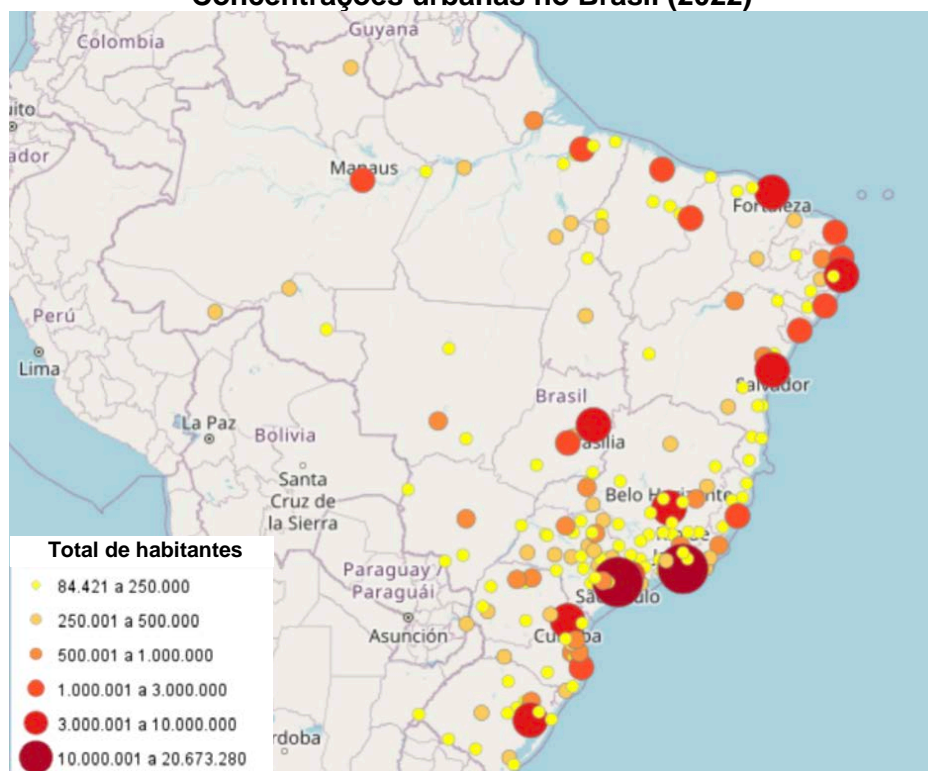 Concentrações urbanas no Brasil (2022)
Colombia
Guyana
Manaus
Fortaleza
Perú
Lima
Brasil
Salvador
La Paz
Bolivia
Santa
Cruz de
la Sierra
Belo Horizonte
Paraguay /
Paraguái
São Paulo
Asunción
Curitiba
Total de habitantes
84.421 a 250.000
250.001 a 500.000
500.001 a 1.000.000
1.000.001 a 3.000.000
3.000.001 a 10.000.000
10.000.001 a 20.673.280